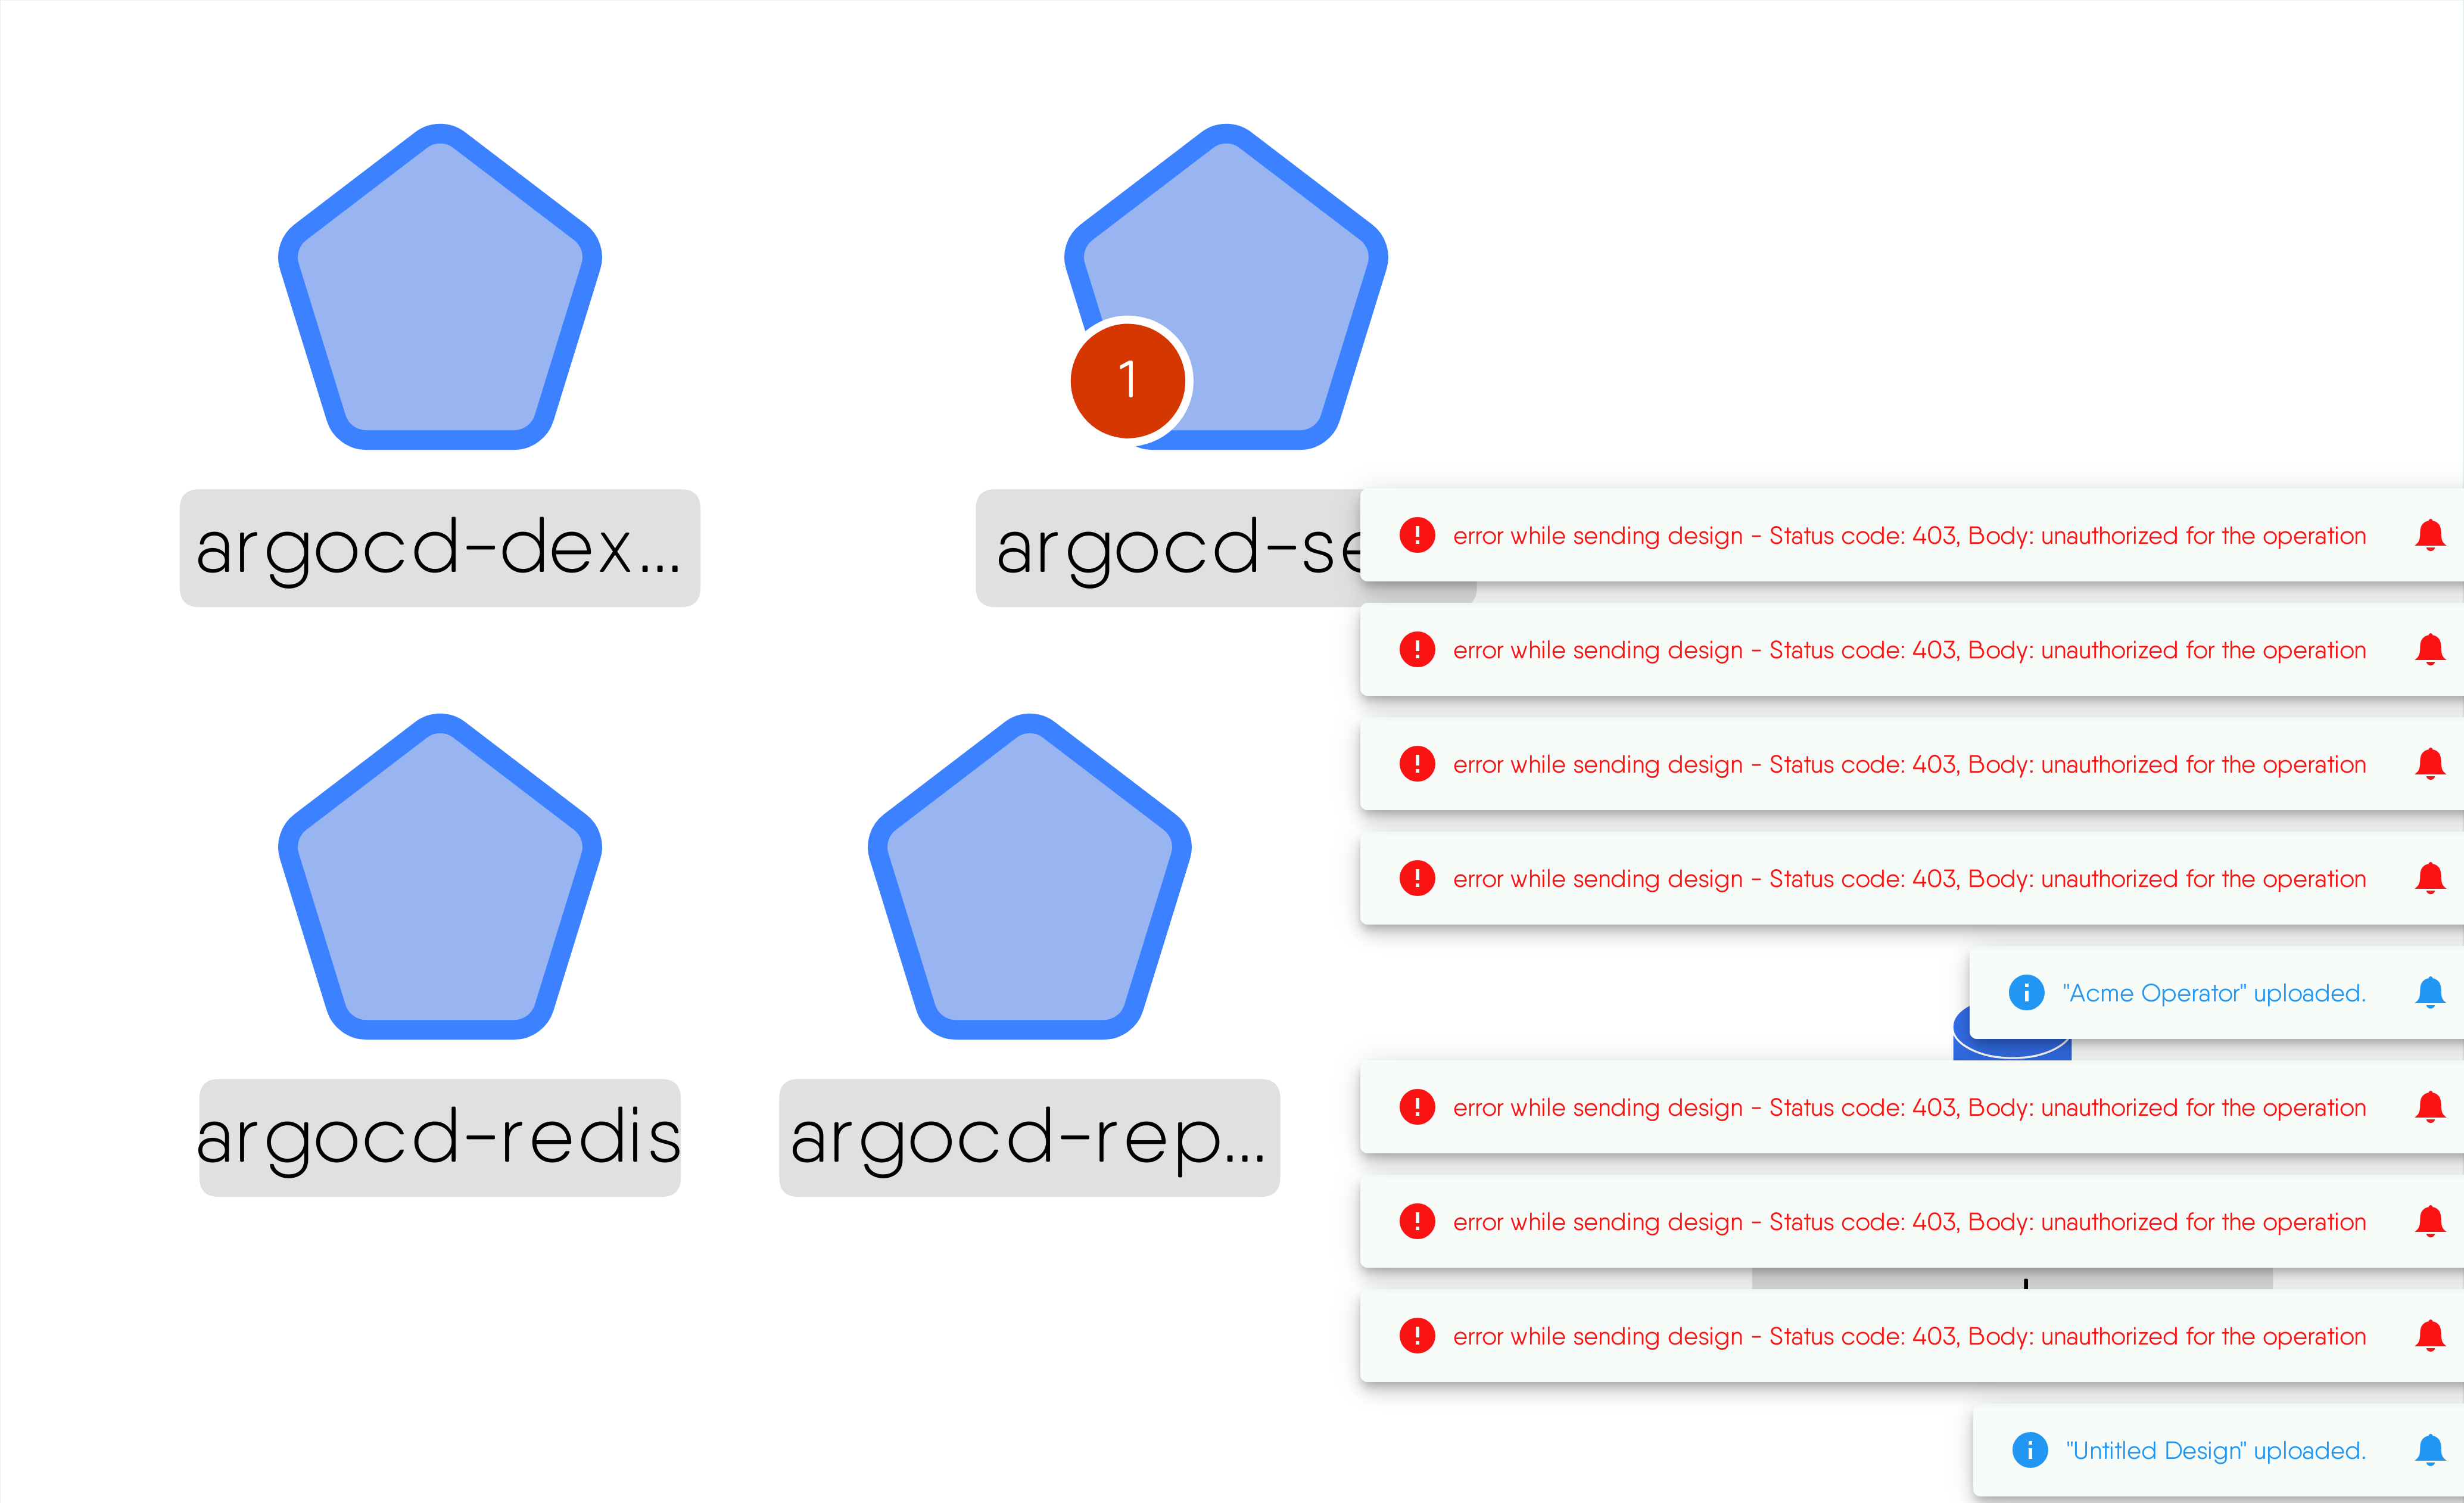 1
argocd-dex...
argocd-se
error while sending design - Status code: 403, Body: unauthorized for the operation
error while sending design - Status code: 403, Body: unauthorized for the operation
error while sending design - Status code: 403, Body: unauthorized for the operation
error while sending design - Status code: 403, Body: unauthorized for the operation
"Acme Operator" uploaded.
argocd-redis
argocd-rep...
error while sending design - Status code: 403, Body: unauthorized for the operation
error while sending design - Status code: 403, Body: unauthorized for the operation
error while sending design - Status code: 403, Body: unauthorized for the operation
"Untitled Design" uploaded.